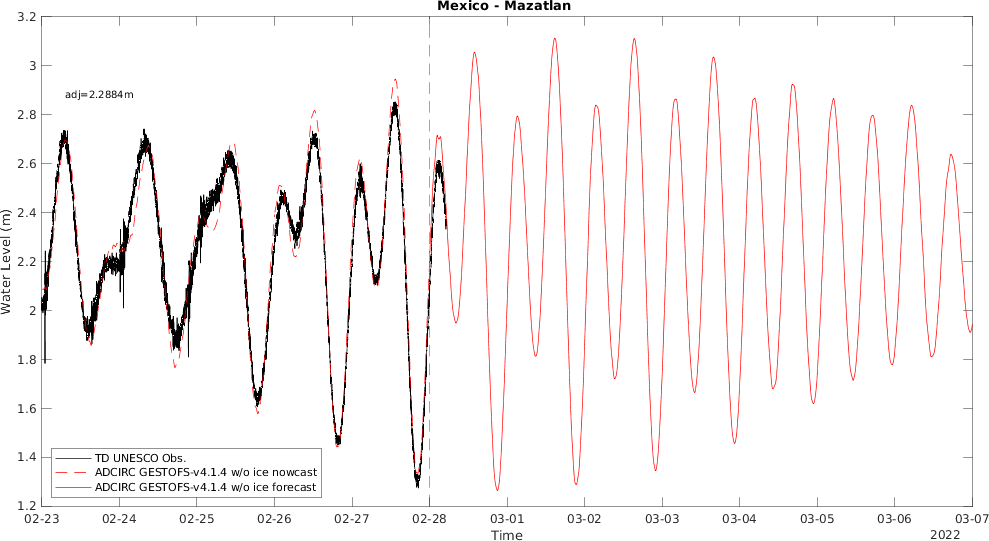 Mexico - Mazatlan
3.2
3
2.8
2.6
2.4
2.2
2
1.8
1.6
1.4
1.2
Water Level (m)
adj=2.2884m
TD UNESCO Obs.
ADCIRC GESTOFS-v4.1.4 w/o ice nowcast
ADCIRC GESTOFS-v4.1.4 w/o ice forecast
02-23 02-24 02-25 02-26 02-27 02-28 03-01 03-02 03-03 03-04 03-05 03-06 03-07
Time
2022